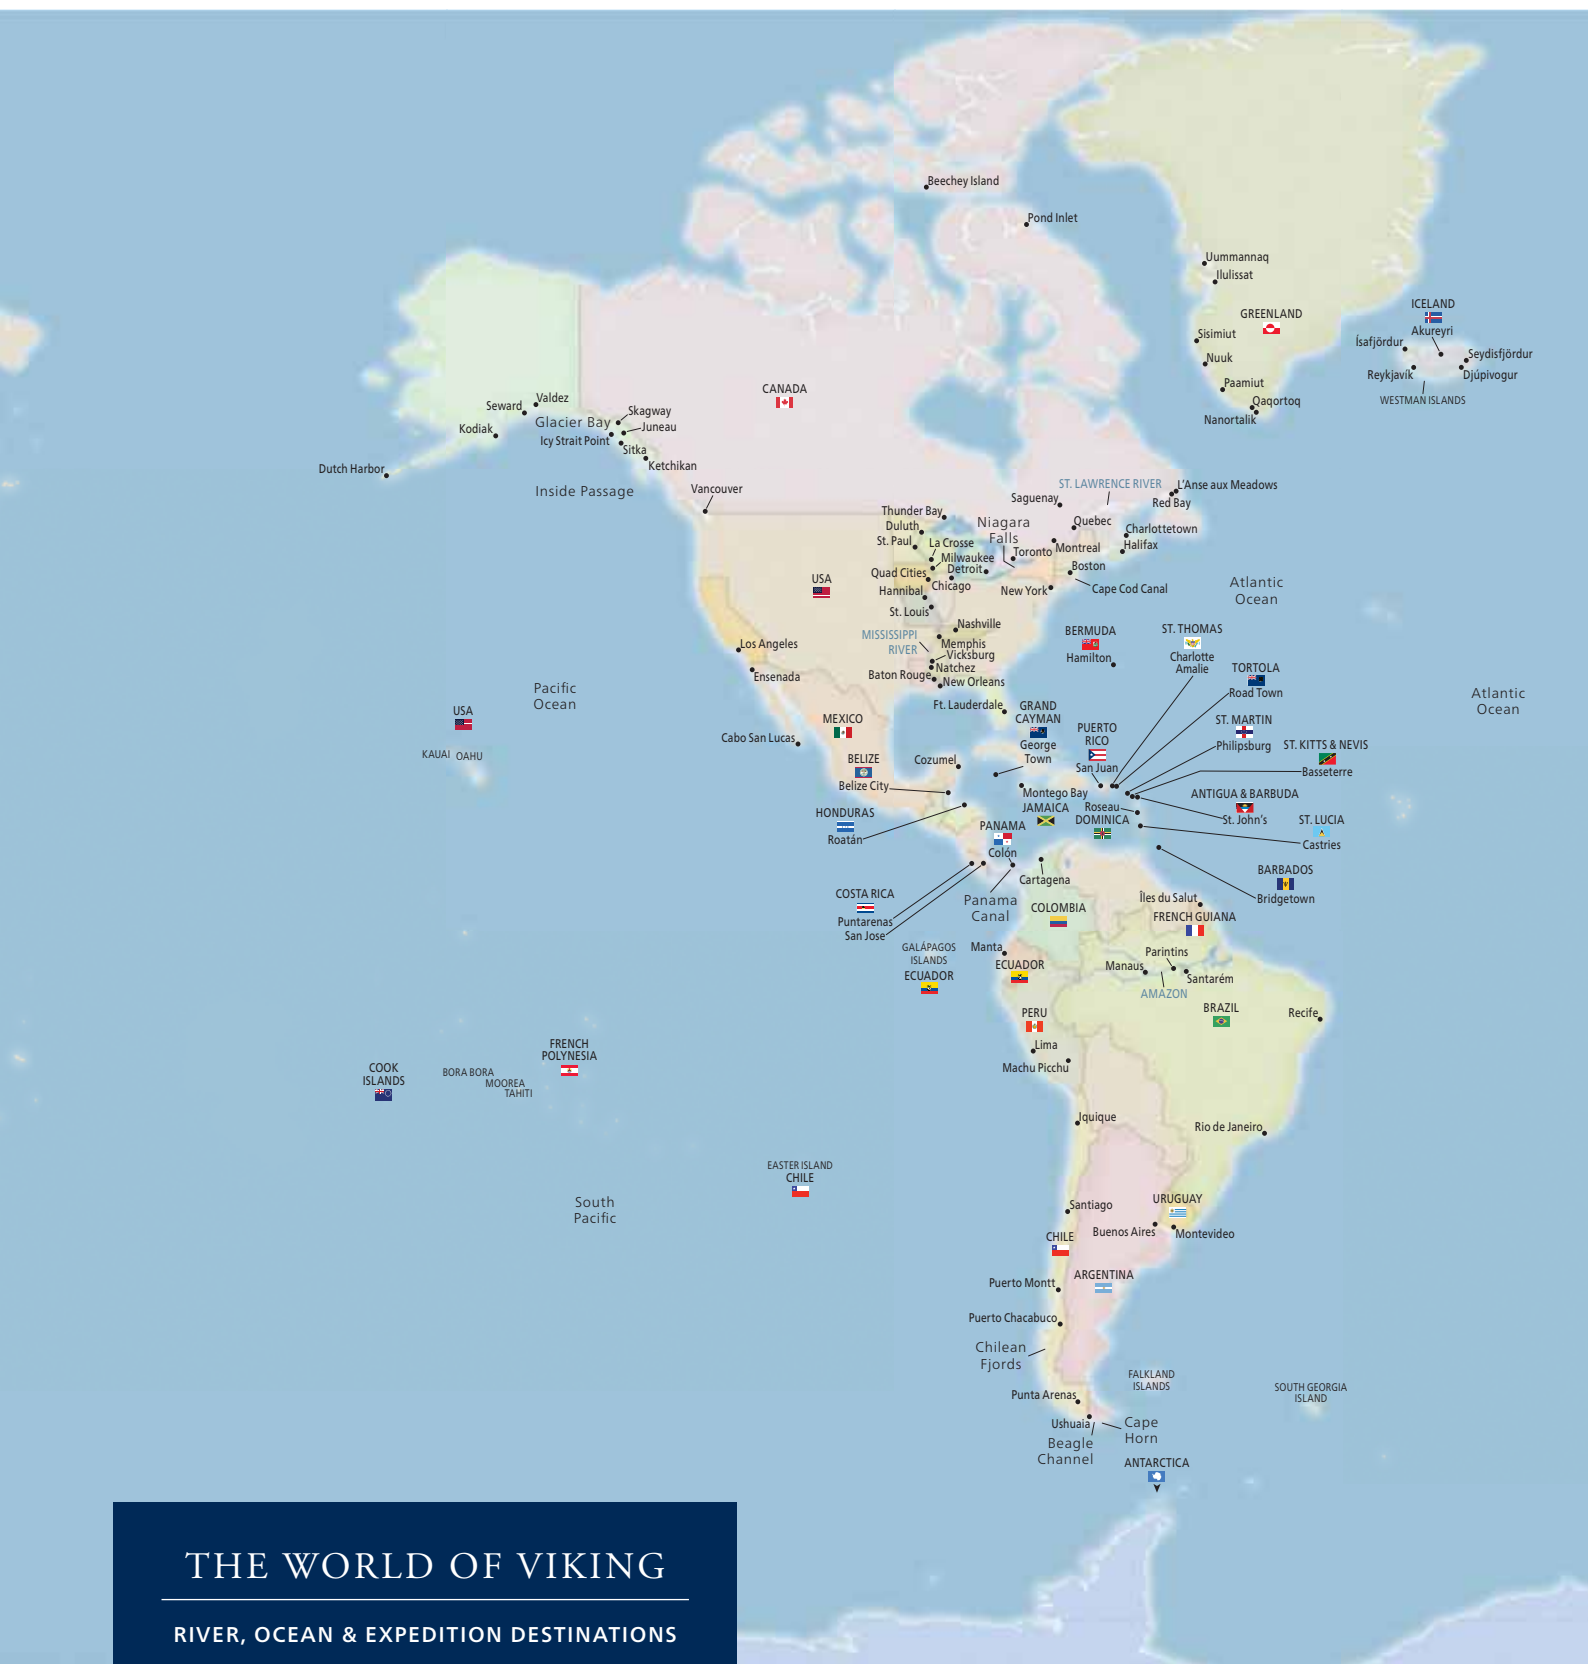 Beechey Island
Pond Inlet
Uummannaq
Ilulissat
GREENLAND
Sisimiut
Nuuk
Paamiut
Qaqortoq
Nanortalik
ICELAND
Akureyri
Ísafjördur
Seydisfjördur
Reykjavík
Djúpivogur
WESTMAN ISLANDS
CANADA
Valdez
Seward
Kodiak
Dutch Harbor
Glacier Bay
Skagway
Juneau
Icy Strait Point
Sitka
Ketchikan
Inside Passage
Vancouver
ST. LAWRENCE RIVER
L'Anse aux Meadows
Red Bay
Saguenay
Quebec
Charlottetown
Halifax
Montreal
Toronto
Niagara
Falls
Thunder Bay
Duluth
St. Paul
La Crosse
Milwaukee
Detroit
Quad Cities
Chicago
Hannibal
St. Louis
Boston
New York
Cape Cod Canal
USA
Atlantic
Ocean
Nashville
MISSISSIPPI
RIVER
Memphis
Vicksburg
Natchez
Baton Rouge
New Orleans
Los Angeles
Ensenada
Ft. Lauderdale
BERMUDA
Hamilton
ST. THOMAS
Charlotte
Amalie
TORTOLA
Road Town
Pacific
Ocean
Atlantic
Ocean
USA
KAUAI
OAHU
Cabo San Lucas
MEXICO
GRAND
CAYMAN
George
Town
PUERTO
RICO
San Juan
ST. MARTIN
Philipsburg
ST. KITTS & NEVIS
Basseterre
BELIZE
Belize City
Cozumel
Montego Bay
JAMAICA
Roseau
DOMINICA
ANTIGUA & BARBUDA
St. John's
ST. LUCIA
Castries
HONDURAS
Roatán
PANAMA
Colón
Cartagena
BARBADOS
Bridgetown
COSTA RICA
Puntarenas
San Jose
Panama
Canal
COLOMBIA
Îles du Salut
FRENCH GUIANA
GALÁPAGOS
ISLANDS
ECUADOR
Manta
ECUADOR
Parintins
Manaus
Santarém
AMAZON
BRAZIL
Recife
PERU
Lima
Machu Picchu
FRENCH
POLYNESIA
COOK
ISLANDS
BORA BORA
MOOREA
TAHITI
Iquique
Rio de Janeiro
EASTER ISLAND
CHILE
South
Pacific
Santiago
URUGUAY
Buenos Aires
Montevideo
CHILE
ARGENTINA
Puerto Montt
Puerto Chacabuco
Chilean
Fjords
FALKLAND
ISLANDS
SOUTH GEORGIA
ISLAND
Punta Arenas
Ushuaia
Cape
Horn
Beagle
Channel
ANTARCTICA
THE WORLD OF VIKING
RIVER, OCEAN & EXPEDITION DESTINATIONS